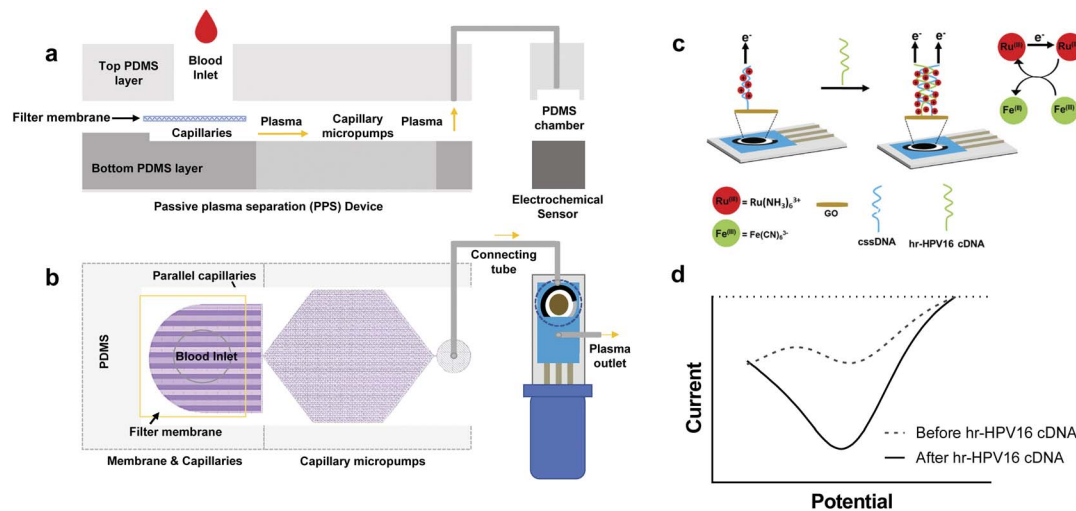 a
Top PDMS
layer
Blood
Inlet
Filter membrane
Capillaries
Plasma
Capillary
micropumps
Plasma
PDMS
chamber
Bottom PDMS layer
Electrochemical
Sensor
Passive plasma separation (PPS) Device
b
Parallel capillaries
PDMS
Blood Inlet
Filter membrane
Membrane & Capillaries
Capillary micropumps
Connecting
tube
Plasma
outlet
c
e-
e- e-
Ru(III) e- Ru(II)
Fe(II) Fe(III)
Ru(III) = Ru(NH3)6 3+
GO
Fe(III) = Fe(CN)6 3-
cssDNA
hr-HPV16 cDNA
d
Current
Before hr-HPV16 cDNA
After hr-HPV16 cDNA
Potential